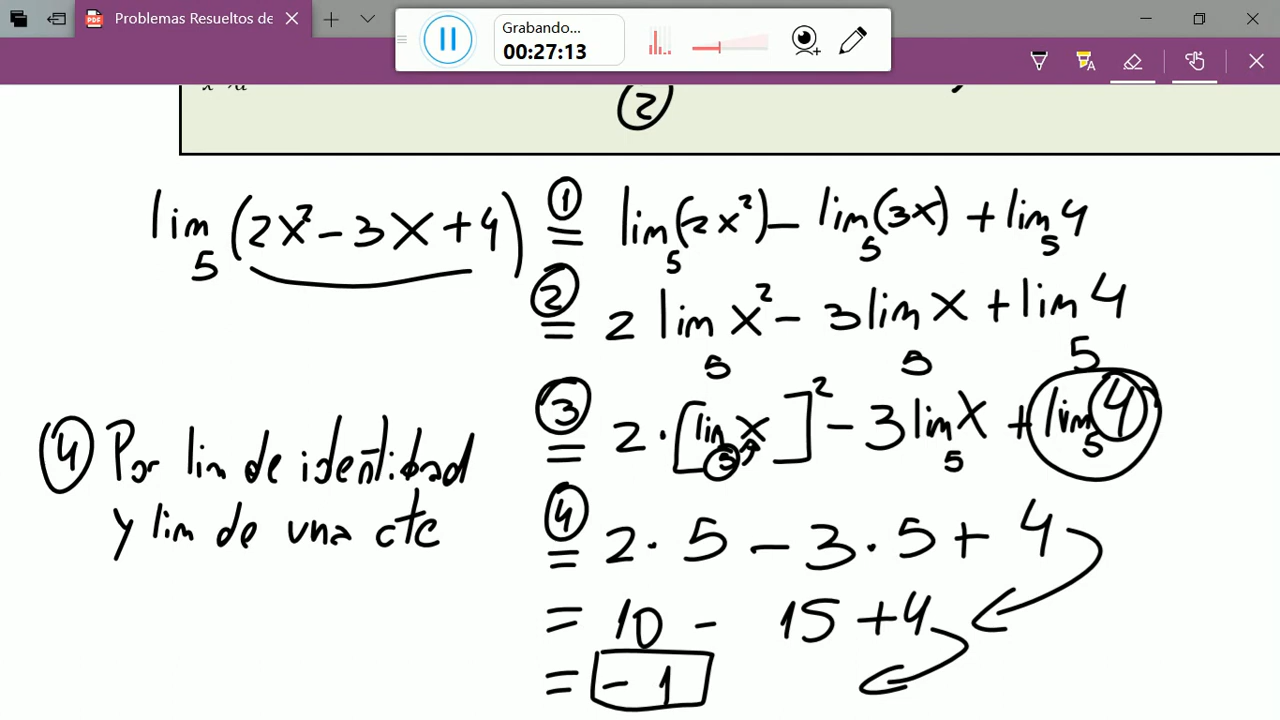 Problemas Resueltos de
Grabando...
00:27:13
2
lim (2x² - 3x + 4) ① = lim (2x²) - lim (3x) + lim 4
5 5 5 5
② = 2 lim x² - 3 lim x + lim 4
5 5 5
③ = 2 · [lim x]² - 3 lim x + lim 4
5 5 5
④ Por lim de identidad
y lim de una cte
④ = 2 · 5 - 3 · 5 + 4
= 10 - 15 + 4
= -1